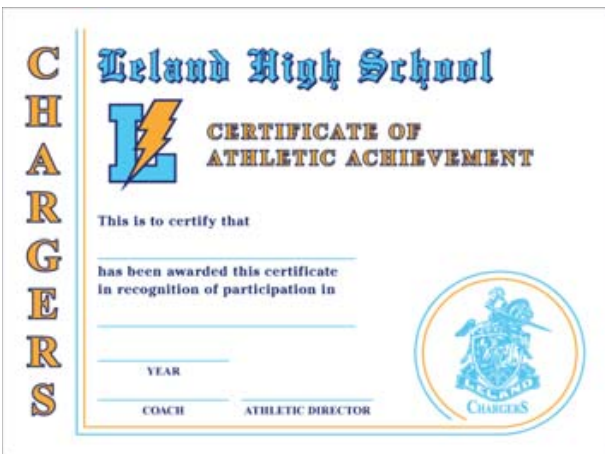 CHARGERS
Leland High School
L
CERTIFICATE OF
ATHLETIC ACHIEVEMENT
This is to certify that
has been awarded this certificate
in recognition of participation in
YEAR
COACH ATHLETIC DIRECTOR
LELAND
CHARGERS